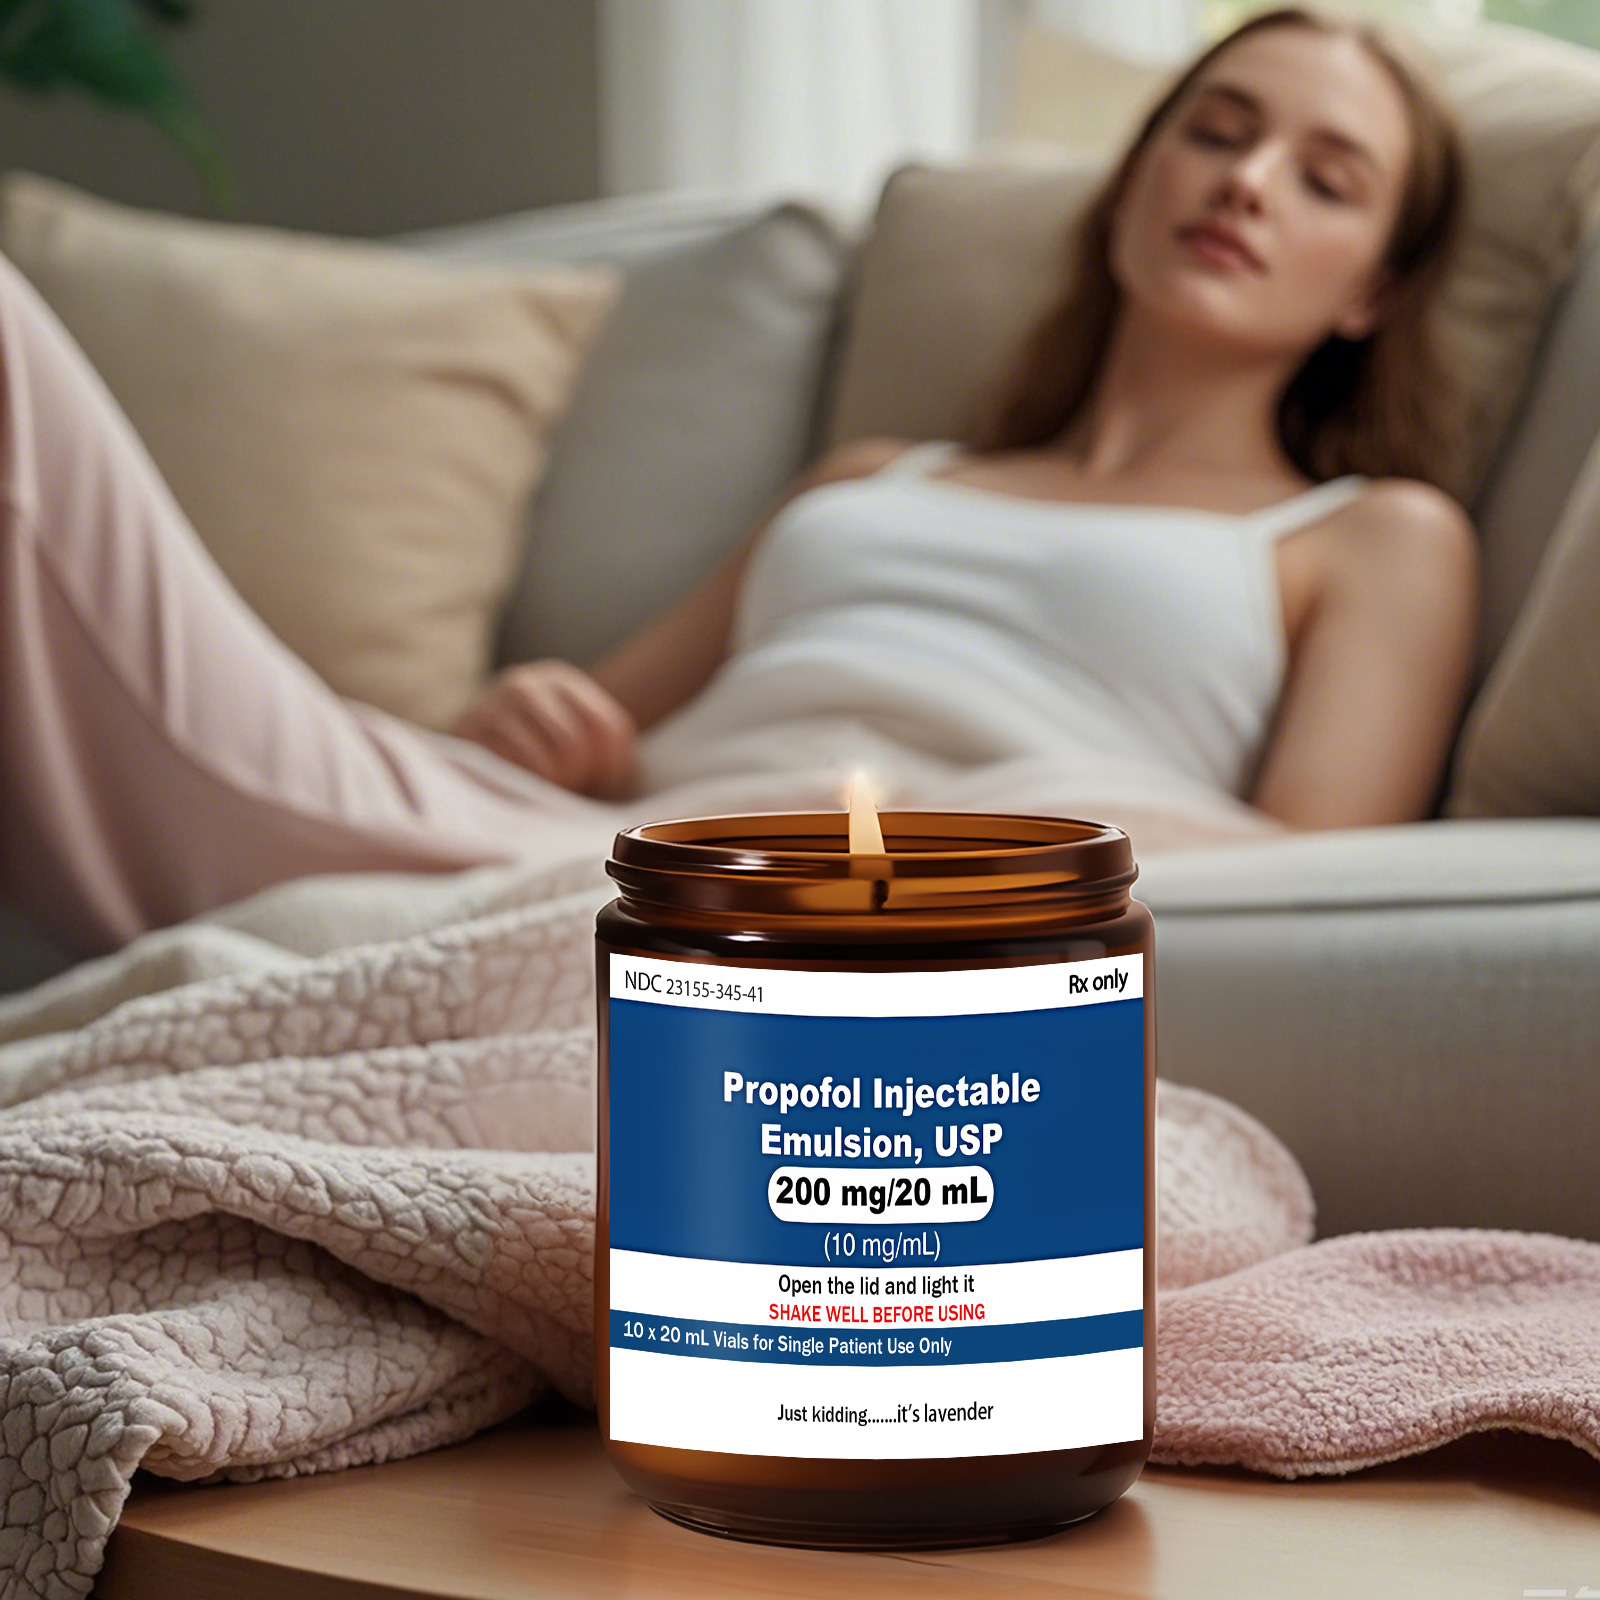 NDC 23155-345-41
Rx only
Propofol Injectable
Emulsion, USP
200 mg/20 mL
(10 mg/mL)
Open the lid and light it
SHAKE WELL BEFORE USING
10 x 20 mL Vials for Single Patient Use Only
Just kidding.......it's lavender